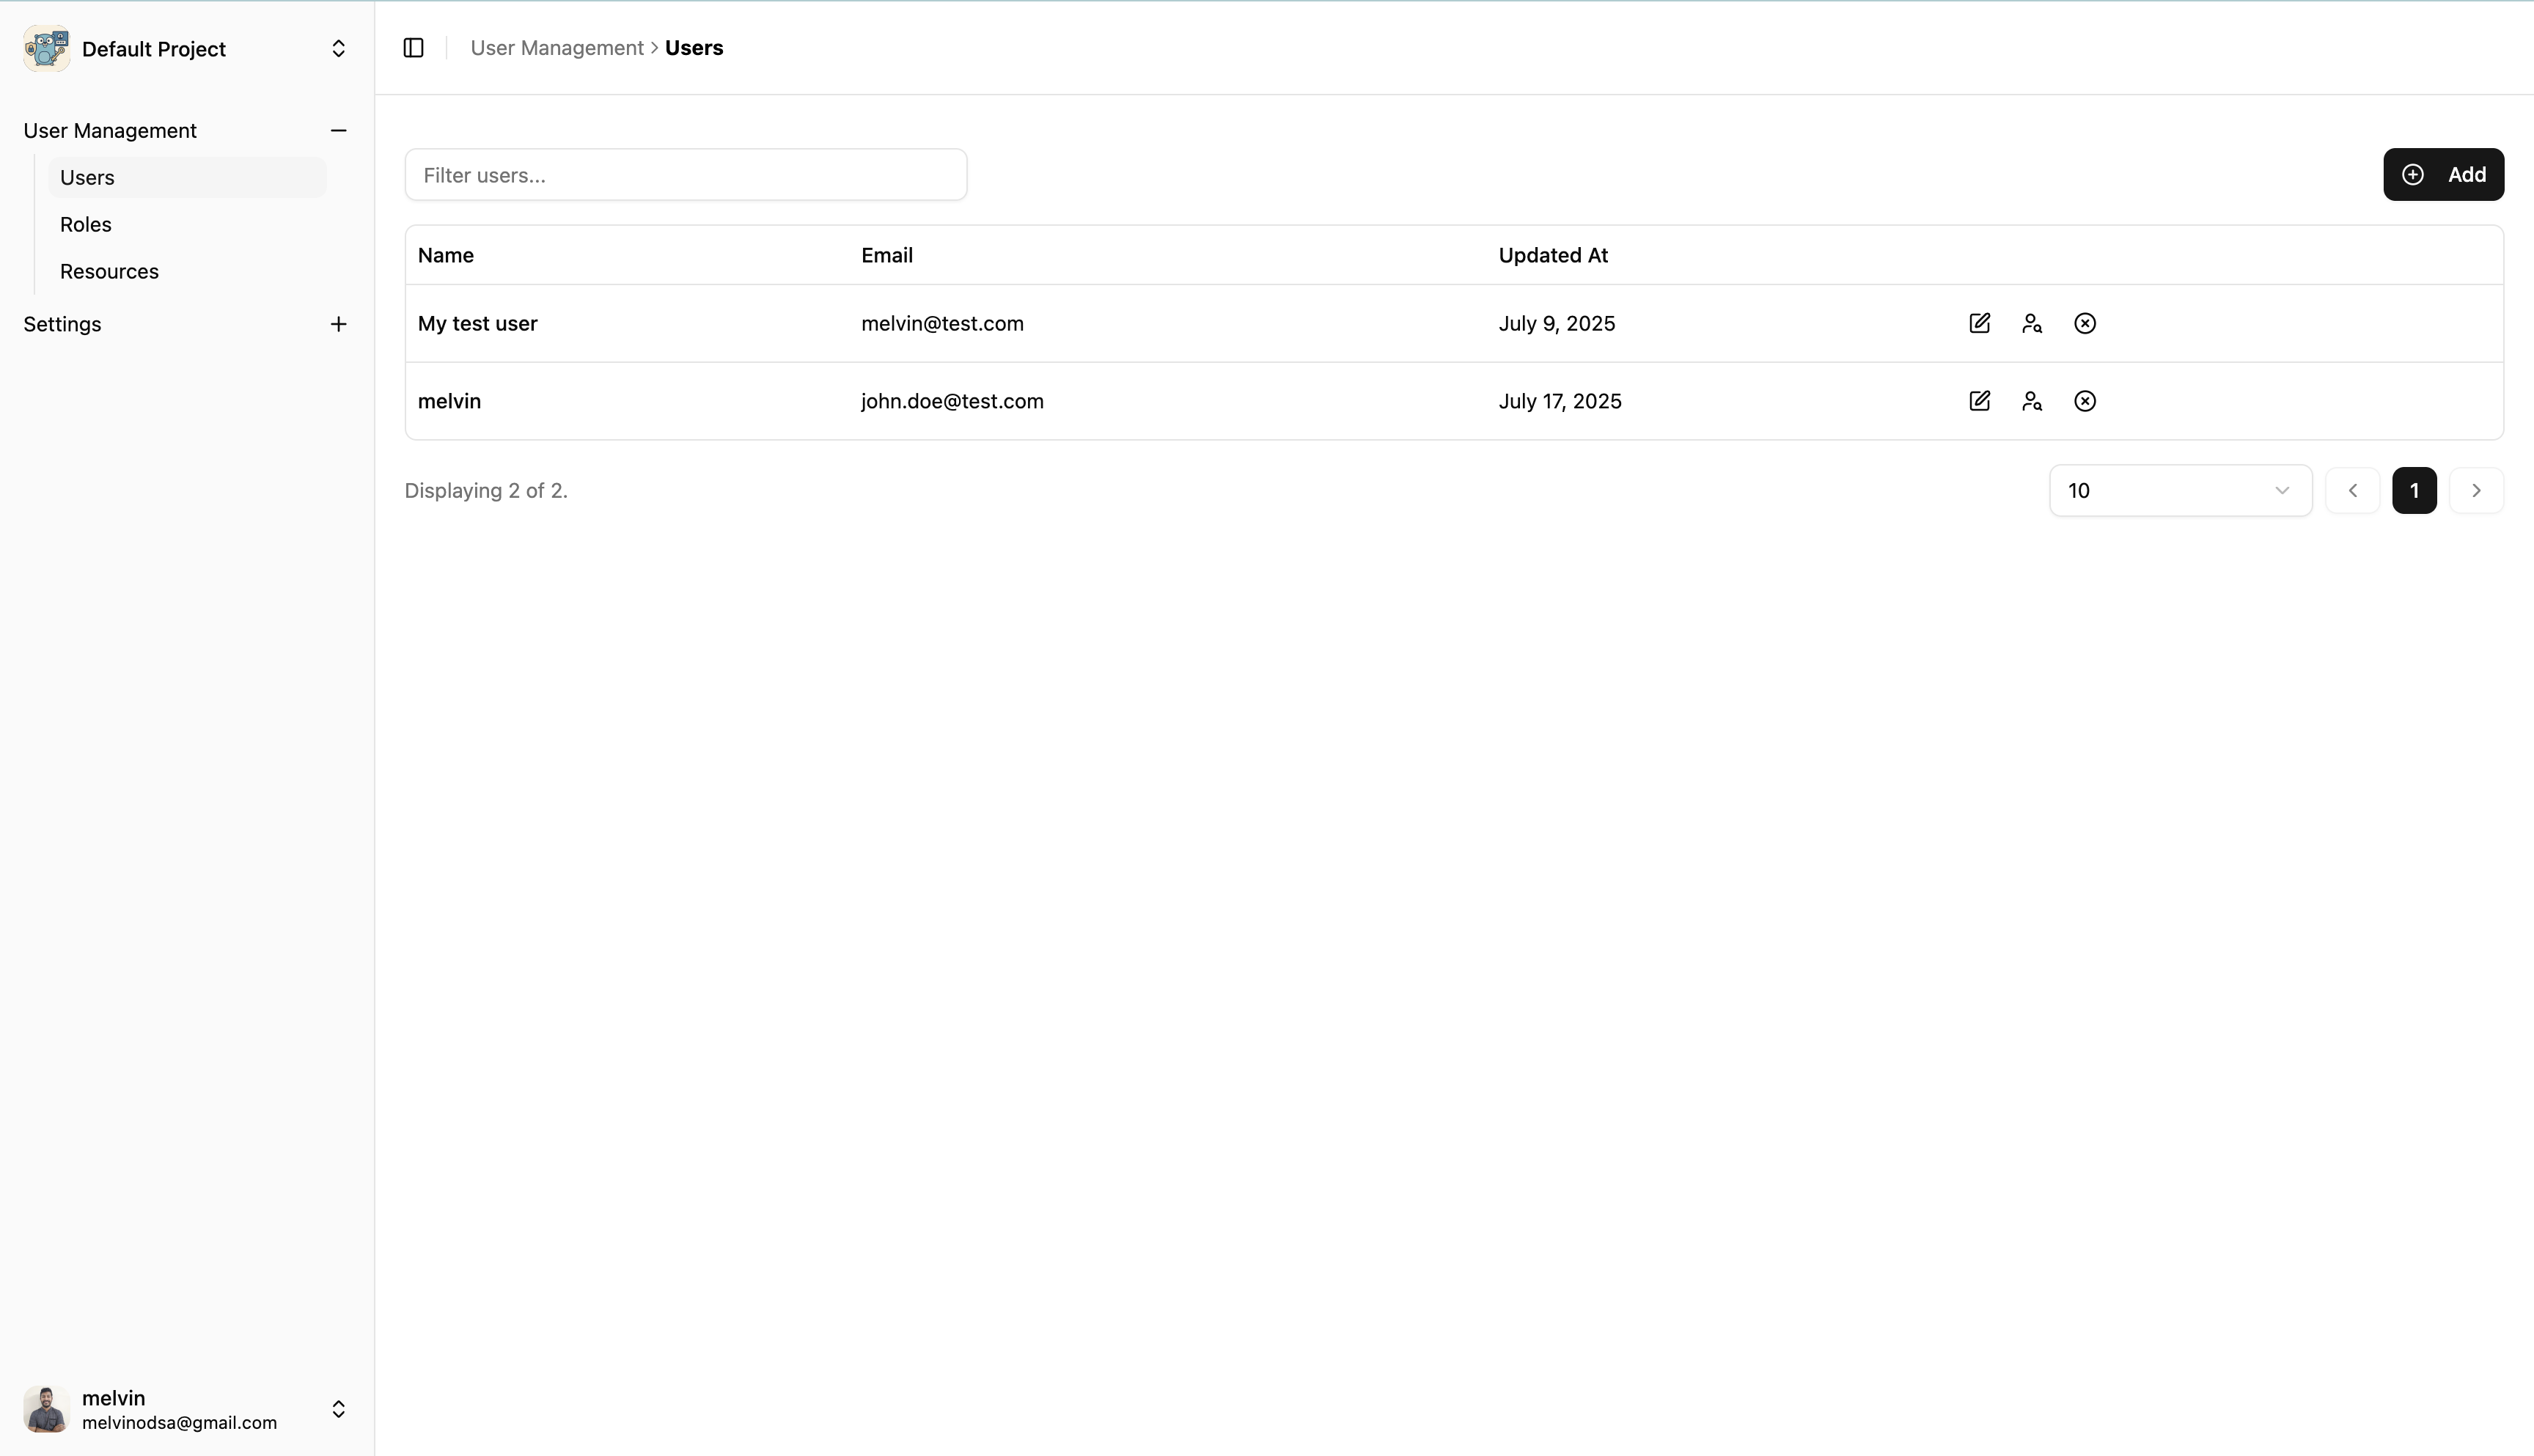 Default Project
User Management
Users
Roles
Resources
Settings
melvin
melvinodsa@gmail.com
User Management > Users
Filter users...
Add
Name Email Updated At
My test user melvin@test.com July 9, 2025
melvin john.doe@test.com July 17, 2025
Displaying 2 of 2.
10 1